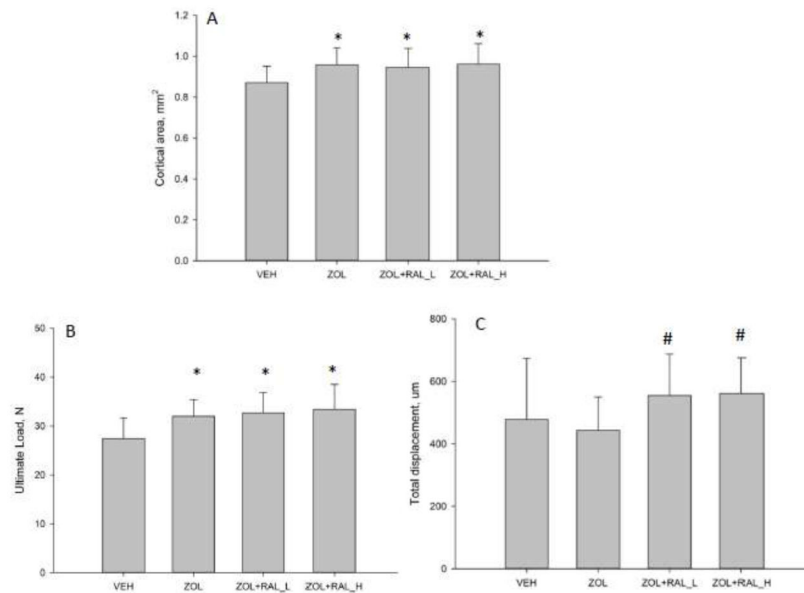 A
*
*
*
1.2
1.0
0.8
0.6
0.4
0.2
0.0
Cortical area, mm²
VEH
ZOL
ZOL+RAL_L
ZOL+RAL_H
B
*
*
*
50
40
30
20
10
0
Ultimate Load, N
VEH
ZOL
ZOL+RAL_L
ZOL+RAL_H
C
#
#
800
600
400
200
0
Total displacement, um
VEH
ZOL
ZOL+RAL_L
ZOL+RAL_H